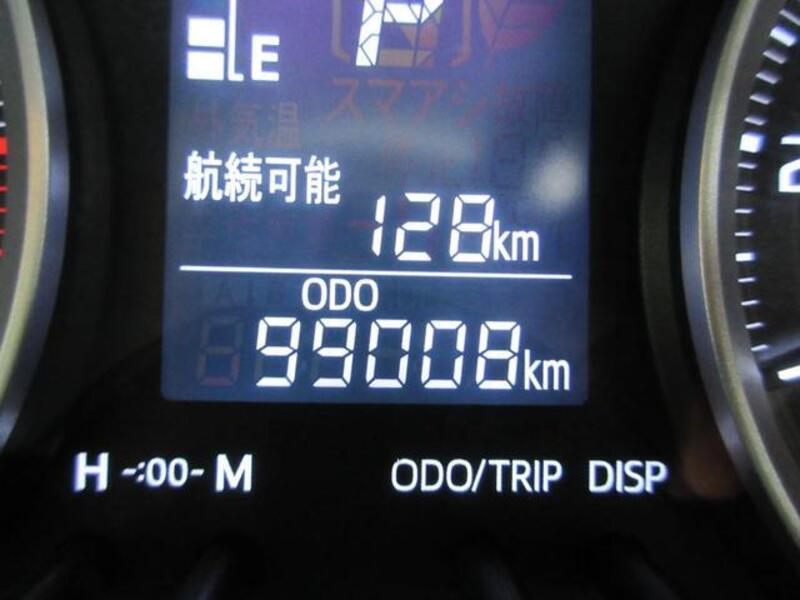 P
E
航続可能
128km
ODO
99008km
H -:00- M ODO/TRIP DISP